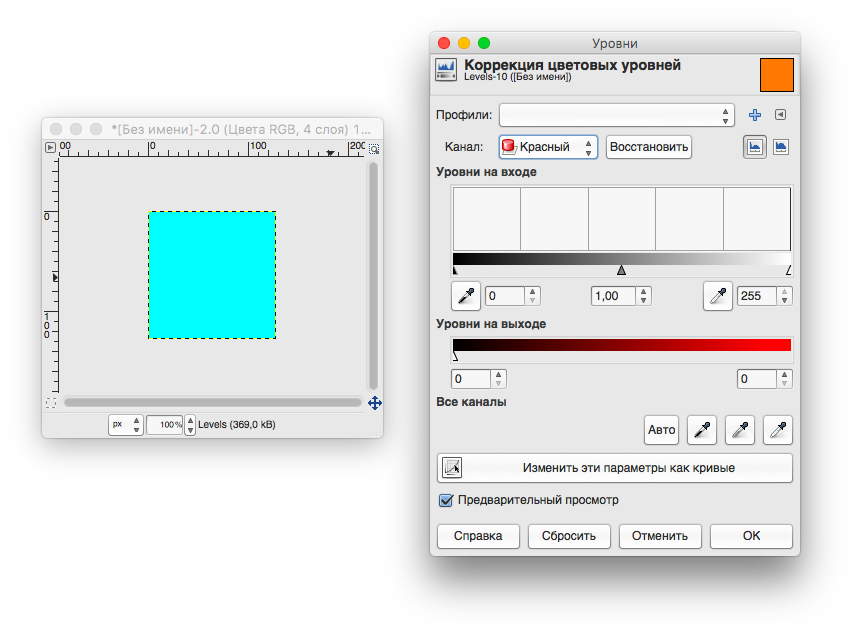 Уровни
Коррекция цветовых уровней
Levels-10 ([Без имени])
Профили:
Канал: Красный Восстановить
Уровни на входе
0 1,00 255
Уровни на выходе
0 0
Все каналы
Авто
Изменить эти параметры как кривые
Предварительный просмотр
Справка Сбросить Отменить OK
*[Без имени]-2.0 (Цвета RGB, 4 слоя) 1...
00 0 100 200
0
100
px 100% Levels (369,0 kB)